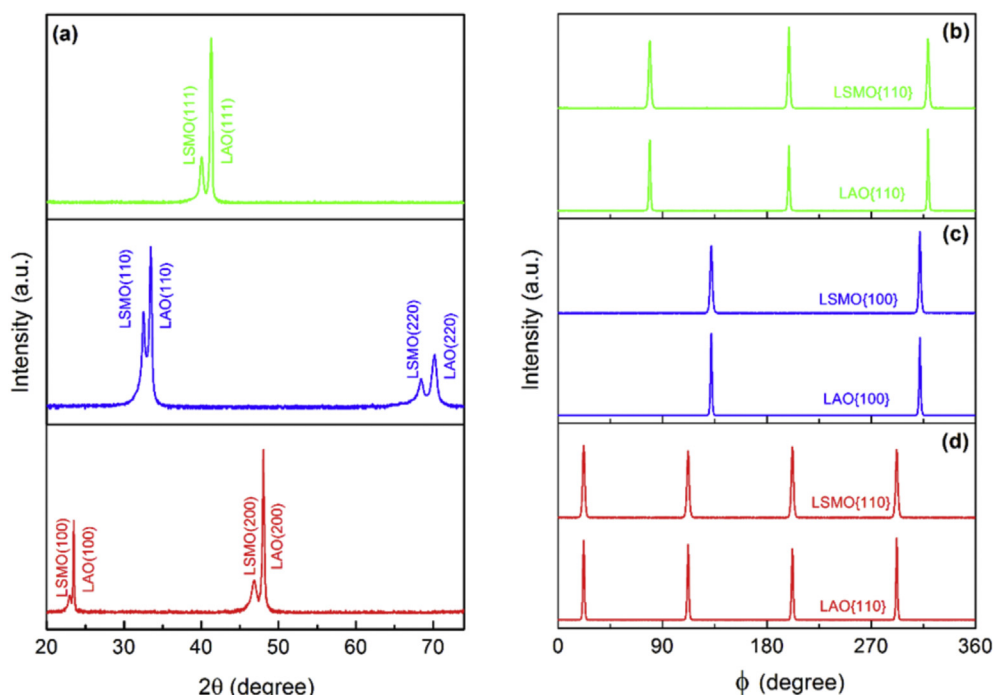 (a)
LSMO(111)
LAO(111)
LSMO(110)
LAO(110)
LSMO(220)
LAO(220)
LSMO(100)
LAO(100)
LSMO(200)
LAO(200)
Intensity (a.u.)
20 30 40 50 60 70
2θ (degree)
(b)
LSMO{110}
LAO{110}
(c)
LSMO{100}
LAO{100}
(d)
LSMO{110}
LAO{110}
Intensity (a.u.)
0 90 180 270 360
ϕ (degree)